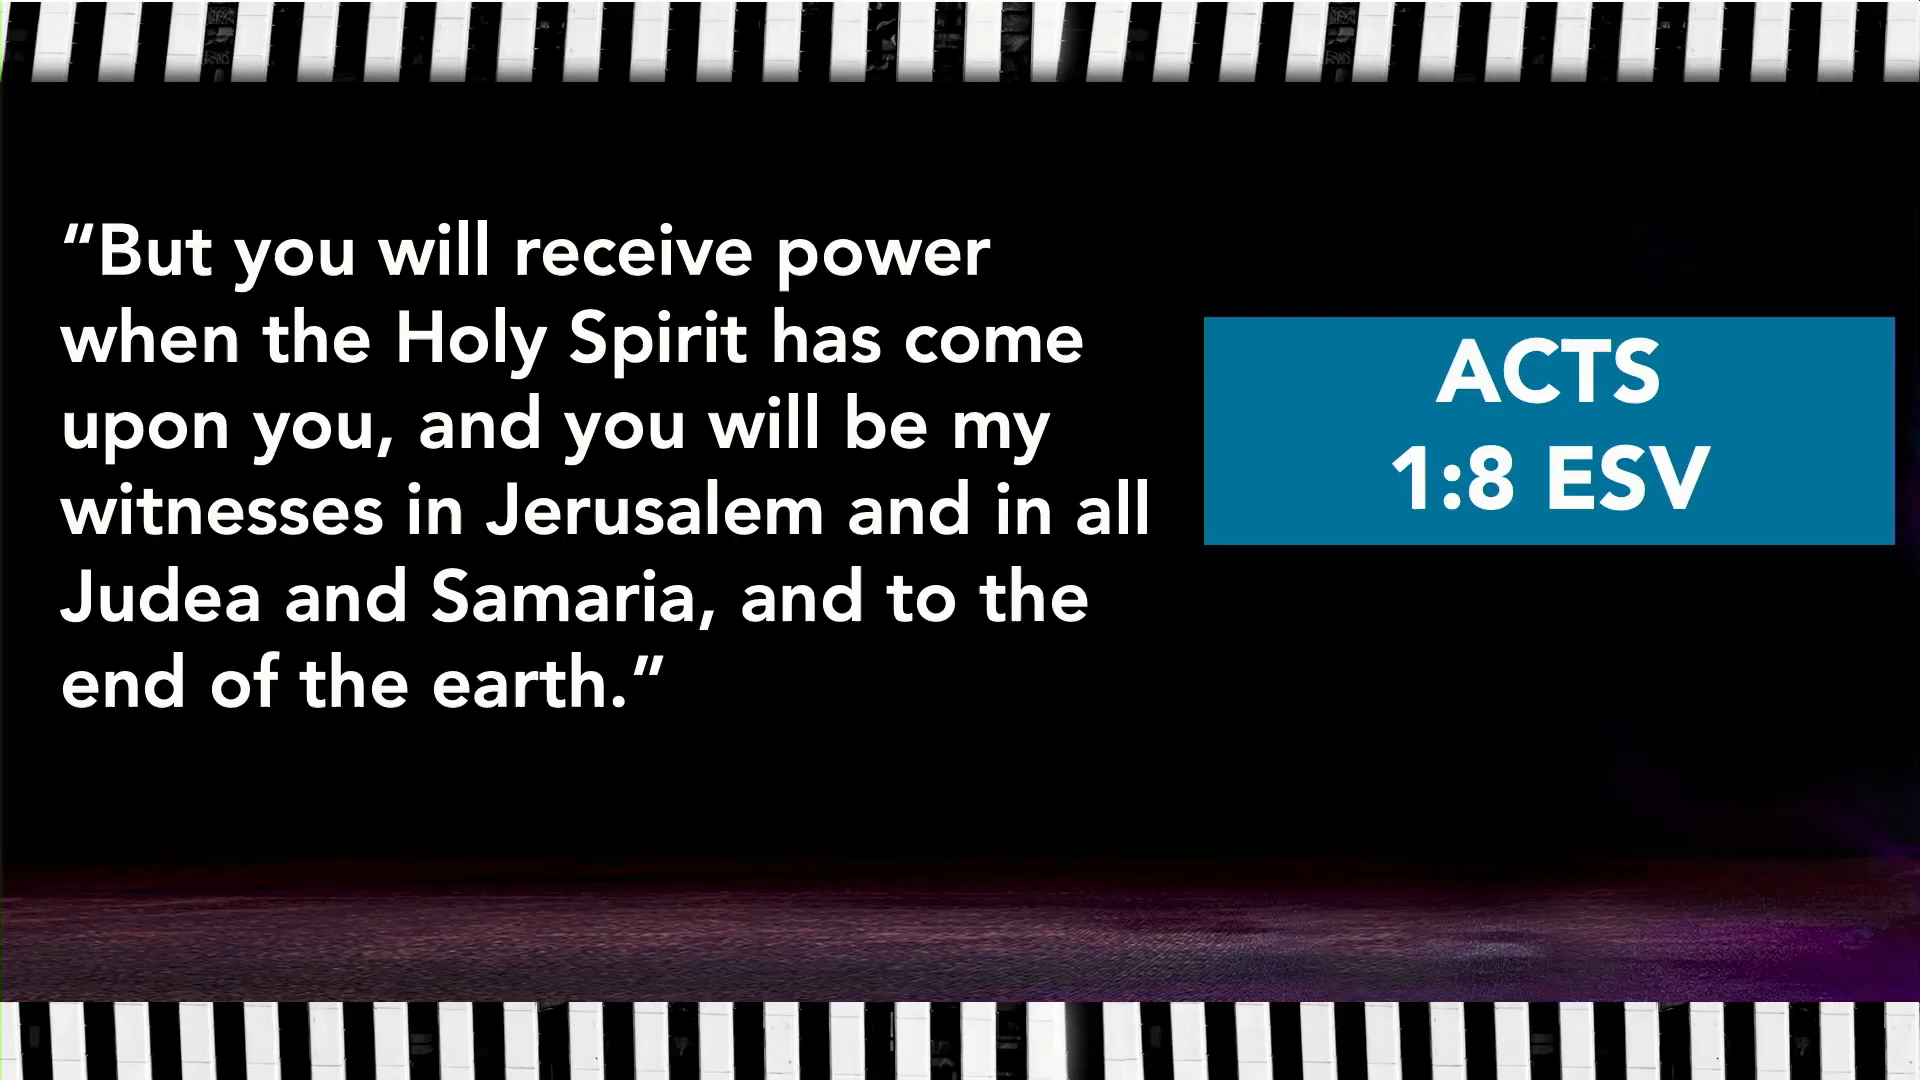 “But you will receive power
when the Holy Spirit has come
upon you, and you will be my
witnesses in Jerusalem and in all
Judea and Samaria, and to the
end of the earth.”
ACTS
1:8 ESV